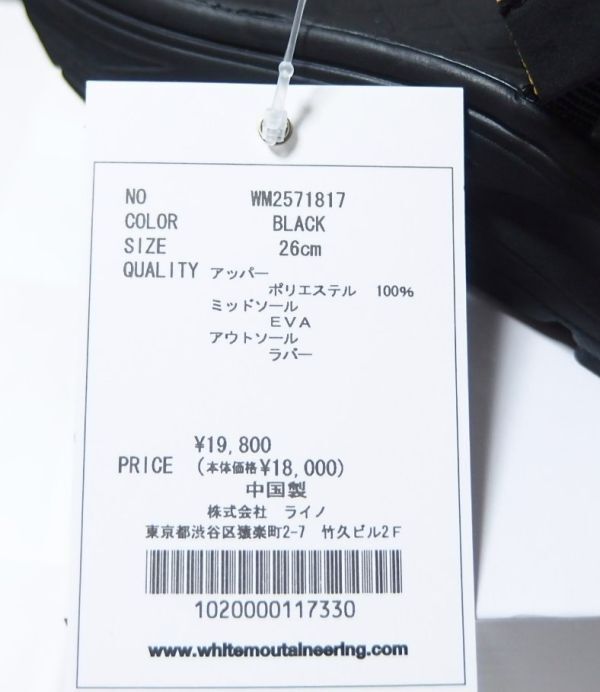 NO WM2571817
COLOR BLACK
SIZE 26cm
QUALITY アッパー
ポリエステル 100%
ミッドソール
EVA
アウトソール
ラバー
¥19,800
PRICE (本体価格¥18,000)
中国製
株式会社 ライノ
東京都渋谷区猿楽町2-7 竹久ビル2F
1020000117330
www.whitemoutaineering.com